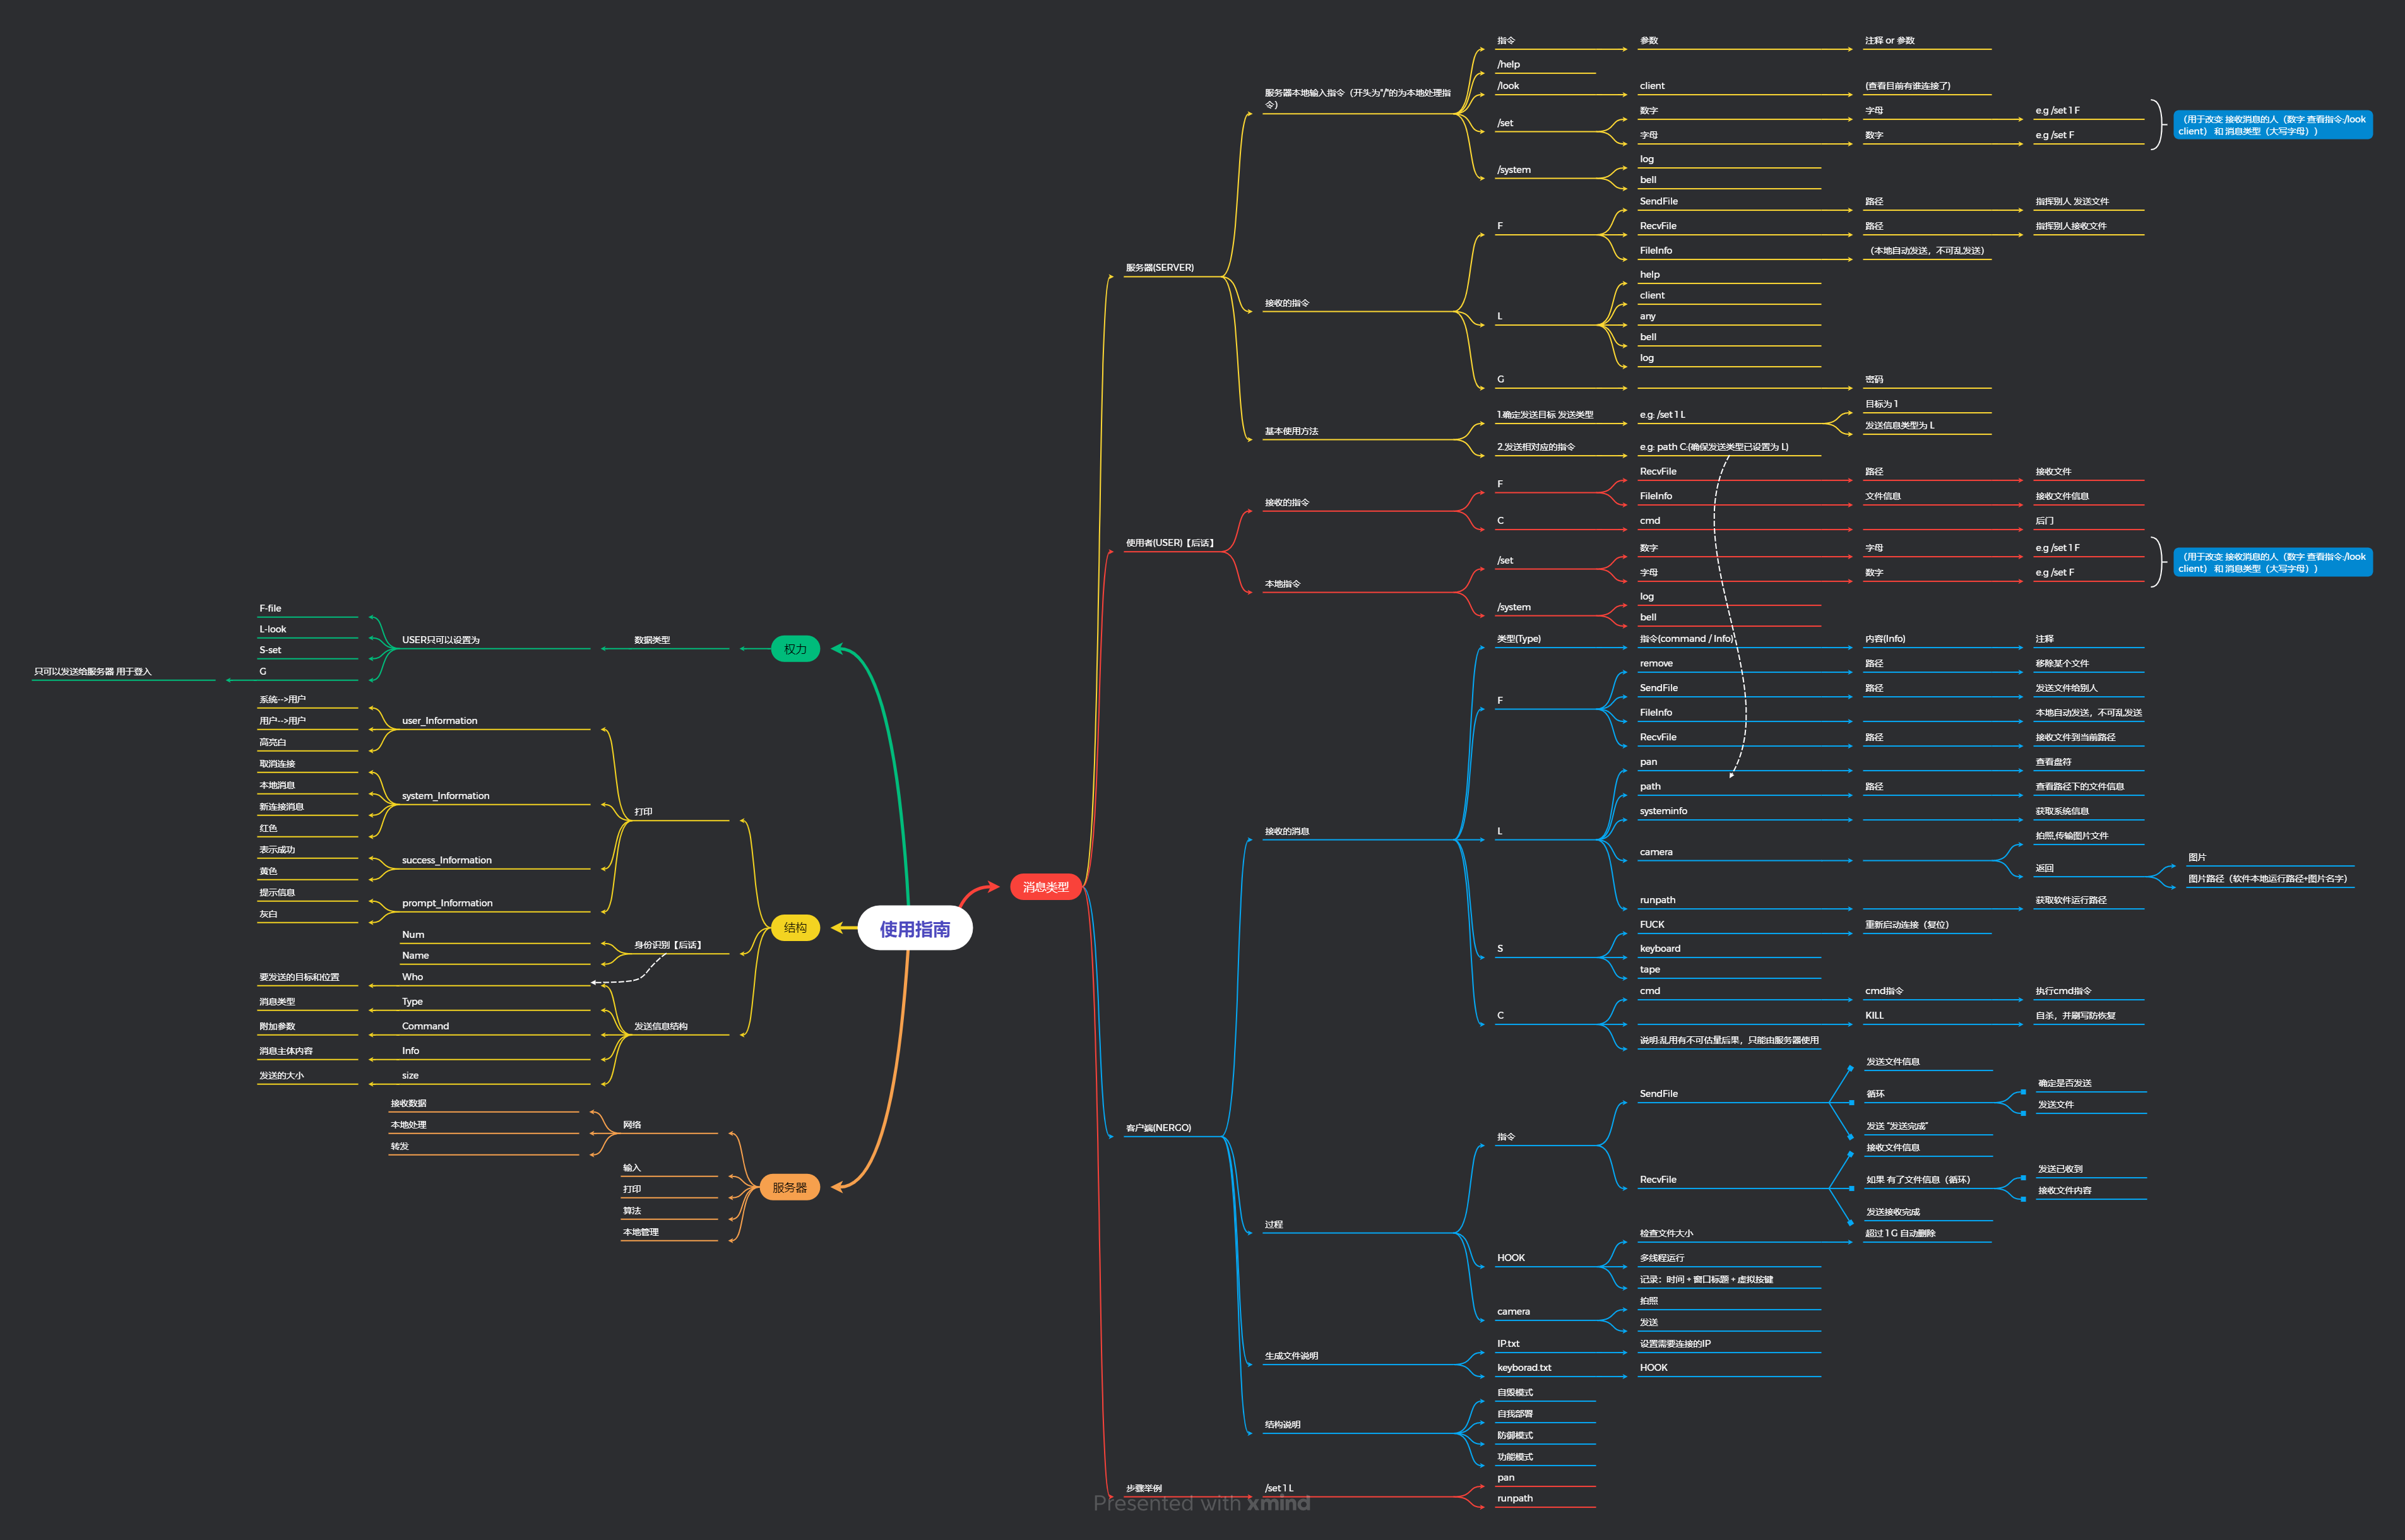 使用指南
消息类型
服务器(SERVER)
服务器本地输入指令（开头为"/"的为本地处理指
令）
指令
参数
注释 or 参数
/help
/look
client
(查看目前有谁连接了)
/set
数字
字母
e.g /set 1 F
字母
数字
e.g /set F
（用于改变 接收消息的人（数字 查看指令:/look
client） 和 消息类型（大写字母））
/system
log
bell
接收的指令
F
SendFile
路径
指挥别人 发送文件
RecvFile
路径
指挥别人接收文件
FileInfo
（本地自动发送，不可乱发送）
L
help
client
any
bell
log
G
密码
基本使用方法
1.确定发送目标 发送类型
e.g: /set 1 L
目标为 1
发送信息类型为 L
2.发送相对应的指令
e.g: path C:(确保发送类型已设置为 L)
使用者(USER)【后话】
接收的指令
F
RecvFile
路径
接收文件
FileInfo
文件信息
接收文件信息
C
cmd
后门
本地指令
/set
数字
字母
e.g /set 1 F
字母
数字
e.g /set F
（用于改变 接收消息的人（数字 查看指令:/look
client） 和 消息类型（大写字母））
/system
log
bell
客户端(NERGO)
接收的消息
类型(Type)
指令(command / Info)
内容(Info)
注释
F
remove
路径
移除某个文件
SendFile
路径
发送文件给别人
FileInfo
本地自动发送，不可乱发送
RecvFile
路径
接收文件到当前路径
L
pan
查看盘符
path
路径
查看路径下的文件信息
systeminfo
获取系统信息
camera
拍照,传输图片文件
返回
图片
图片路径（软件本地运行路径+图片名字）
runpath
获取软件运行路径
S
FUCK
重新启动连接（复位）
keyboard
tape
C
cmd
cmd指令
执行cmd指令
KILL
自杀，并刷写防恢复
说明:乱用有不可估量后果，只能由服务器使用
过程
指令
SendFile
发送文件信息
循环
确定是否发送
发送文件
发送 "发送完成"
RecvFile
接收文件信息
如果 有了文件信息（循环）
发送已收到
接收文件内容
发送接收完成
HOOK
检查文件大小
超过 1 G 自动删除
多线程运行
记录：时间 + 窗口标题 + 虚拟按键
camera
拍照
发送
生成文件说明
IP.txt
设置需要连接的IP
keyborad.txt
HOOK
结构说明
自毁模式
自我部署
防御模式
功能模式
步骤举例
/set 1 L
pan
runpath
权力
数据类型
USER只可以设置为
F-file
L-look
S-set
G
只可以发送给服务器 用于登入
结构
打印
user_Information
系统-->用户
用户-->用户
高亮白
system_Information
取消连接
本地消息
新连接消息
红色
success_Information
表示成功
黄色
prompt_Information
提示信息
灰白
身份识别【后话】
Num
Name
发送信息结构
Who
要发送的目标和位置
Type
消息类型
Command
附加参数
Info
消息主体内容
size
发送的大小
服务器
网络
接收数据
本地处理
转发
输入
打印
算法
本地管理
Presented with xmind